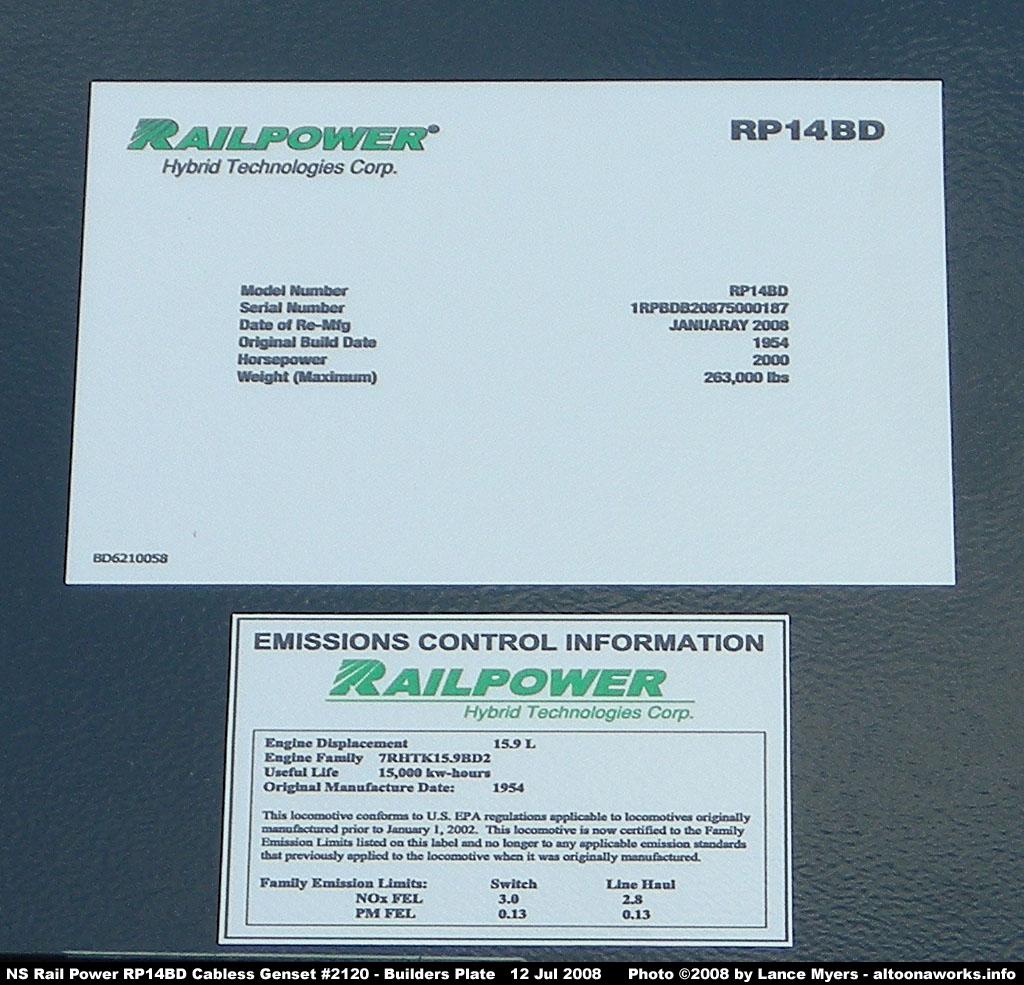 RAILPOWER®
Hybrid Technologies Corp.
RP14BD
Model Number RP14BD
Serial Number 1RPBDB20875000187
Date of Re-Mfg JANUARAY 2008
Original Build Date 1954
Horsepower 2000
Weight (Maximum) 263,000 lbs
BD6210058
EMISSIONS CONTROL INFORMATION
RAILPOWER
Hybrid Technologies Corp.
Engine Displacement 15.9 L
Engine Family 7RHTK15.9BD2
Useful Life 15,000 kw-hours
Original Manufacture Date: 1954
This locomotive conforms to U.S. EPA regulations applicable to locomotives originally
manufactured prior to January 1, 2002. This locomotive is now certified to the Family
Emission Limits listed on this label and no longer to any applicable emission standards
that previously applied to the locomotive when it was originally manufactured.
Family Emission Limits: Switch Line Haul
NOx FEL 3.0 2.8
PM FEL 0.13 0.13
NS Rail Power RP14BD Cabless Genset #2120 - Builders Plate 12 Jul 2008 Photo ©2008 by Lance Myers - altoonaworks.info